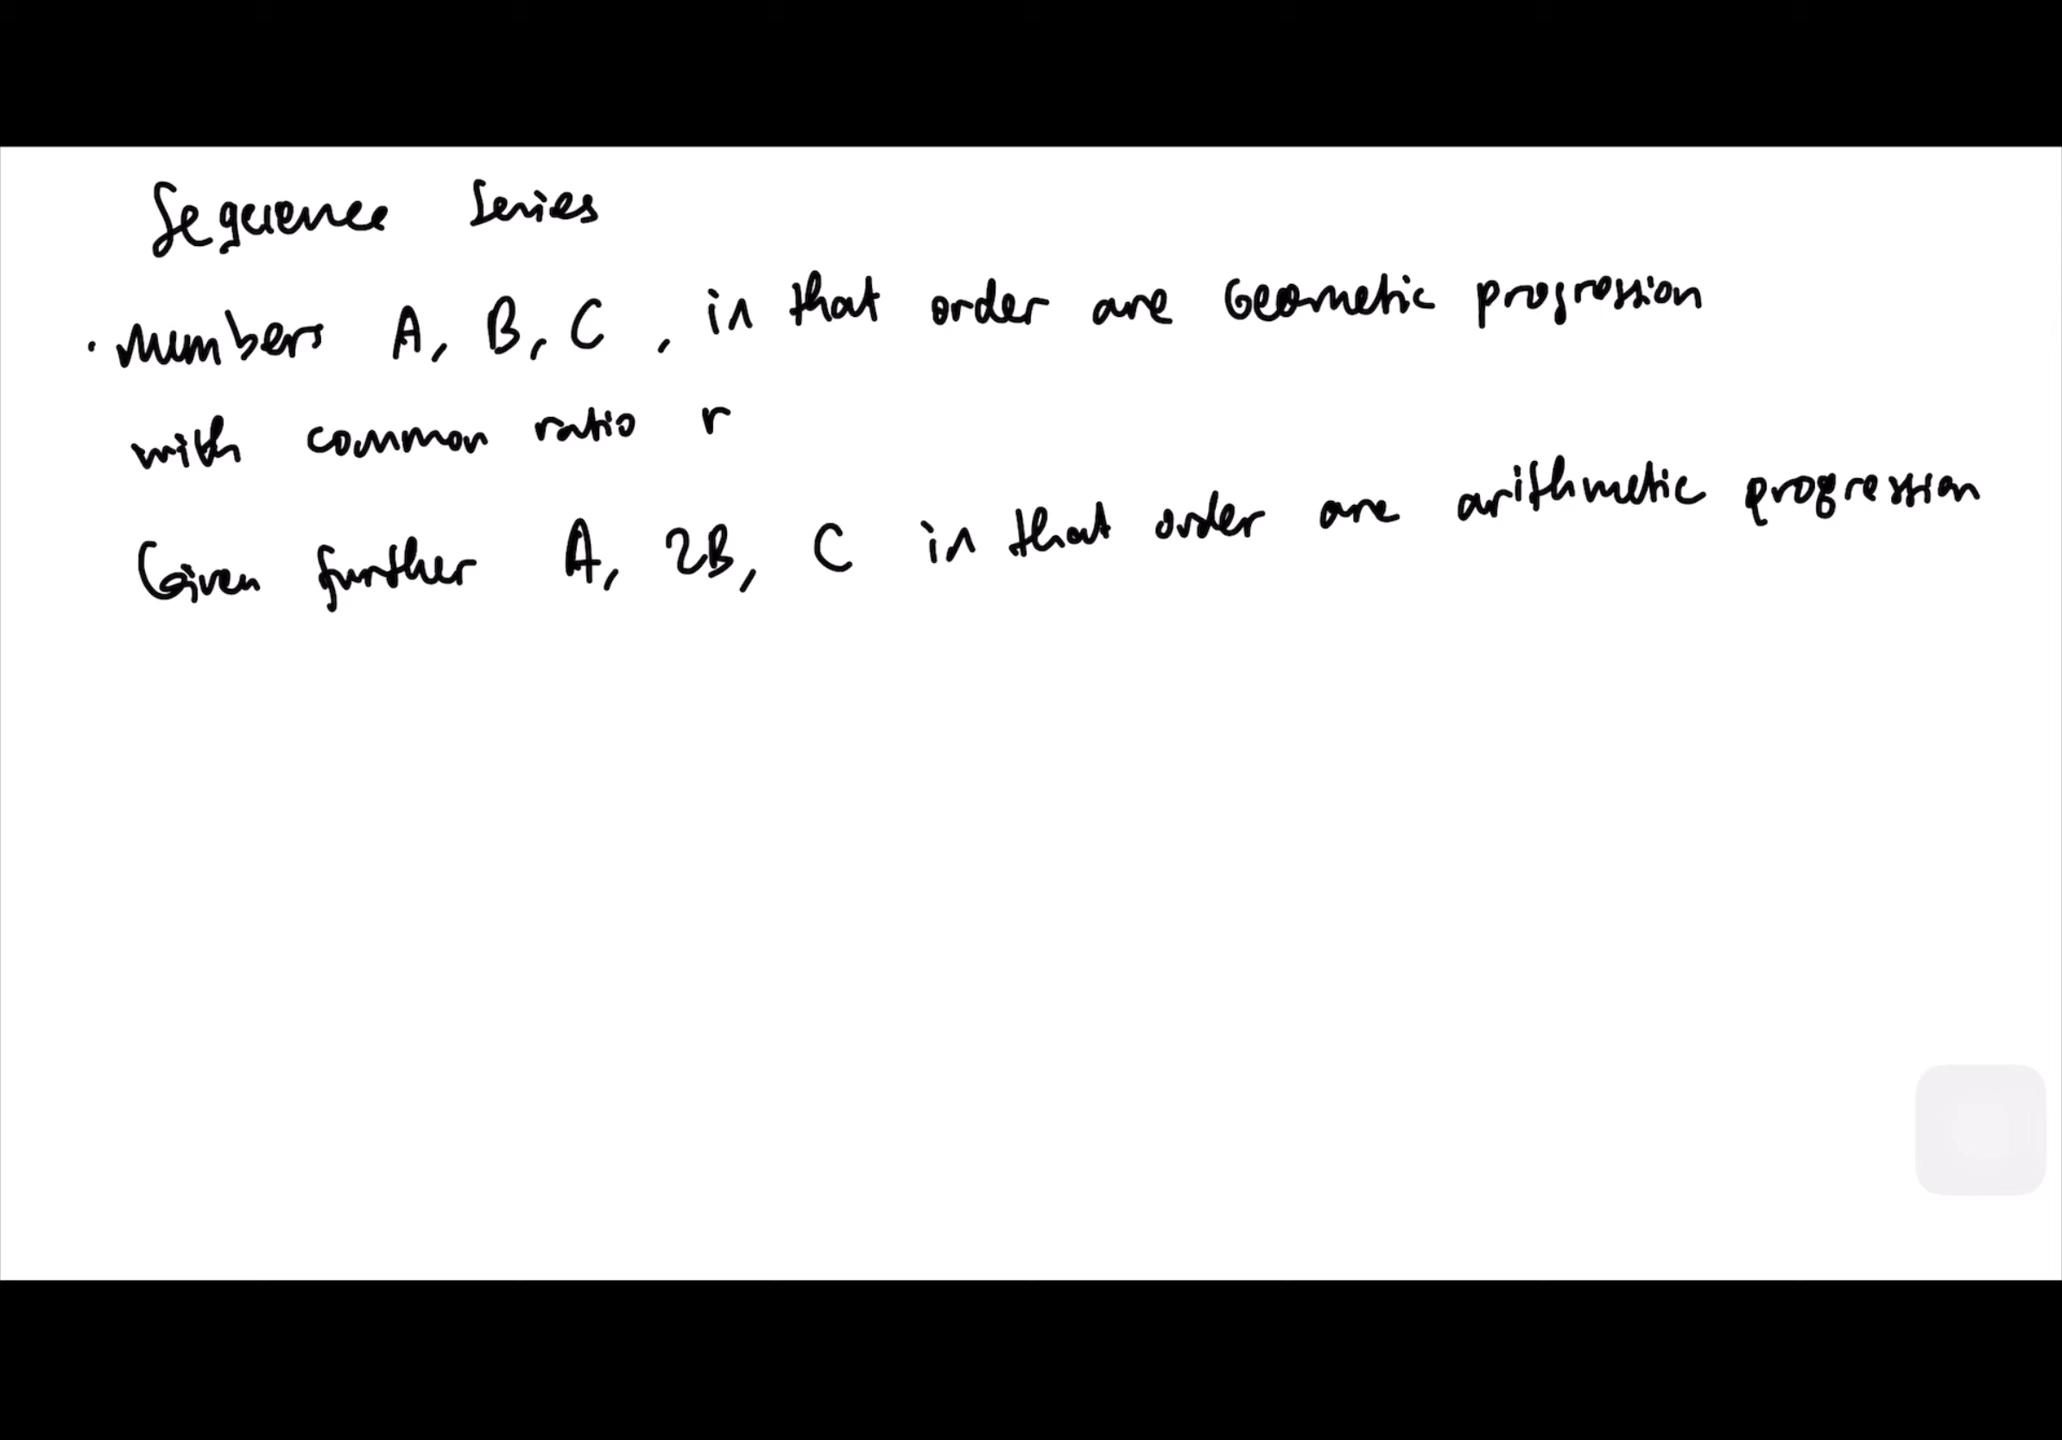 Sequence Series
· Numbers A, B, C , in that order are Geometic progression
with common ratio r
Given further A, 2B, C in that order are arithmetic progression